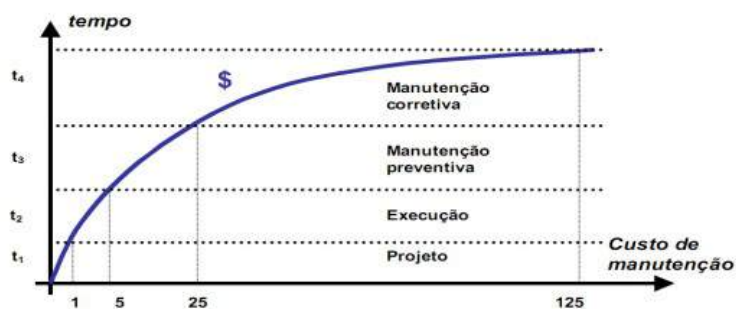 tempo
t4
$
Manutenção
corretiva
t3
Manutenção
preventiva
t2
Execução
t1
Projeto
Custo de
manutenção
1 5 25 125